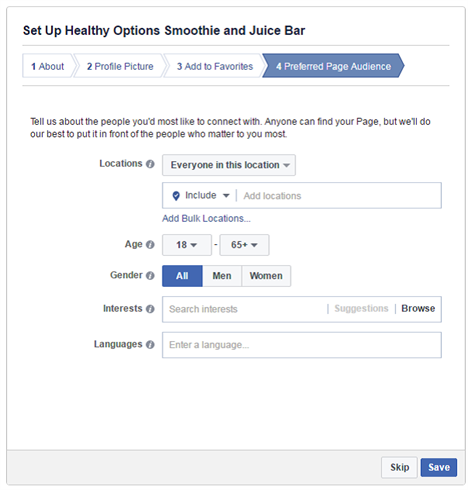 Set Up Healthy Options Smoothie and Juice Bar
1 About 2 Profile Picture 3 Add to Favorites 4 Preferred Page Audience
Tell us about the people you'd most like to connect with. Anyone can find your Page, but we'll do
our best to put it in front of the people who matter to you most.
Locations i Everyone in this location
Include Add locations
Add Bulk Locations...
Age i 18 - 65+
Gender i All Men Women
Interests i Search interests | Suggestions | Browse
Languages i Enter a language...
Skip Save